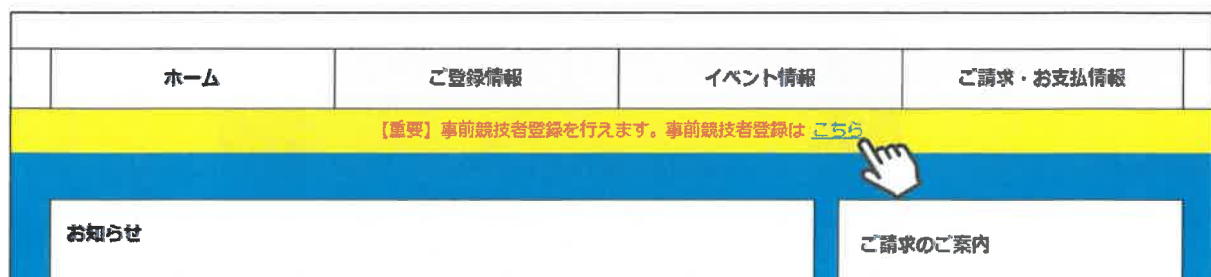 ホーム ご登録情報 イベント情報 ご請求・お支払情報
【重要】事前競技者登録を行えます。事前競技者登録は こちら
お知らせ
ご請求のご案内